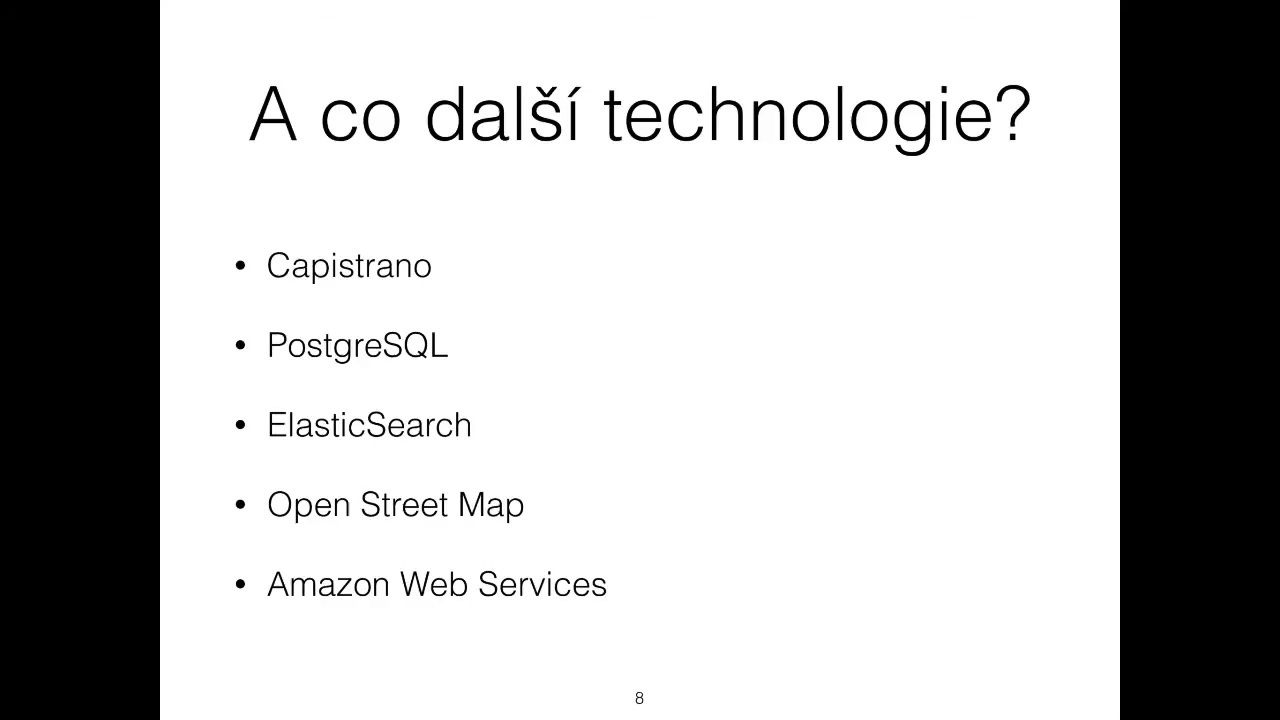 A co další technologie?
• Capistrano
• PostgreSQL
• ElasticSearch
• Open Street Map
• Amazon Web Services
8